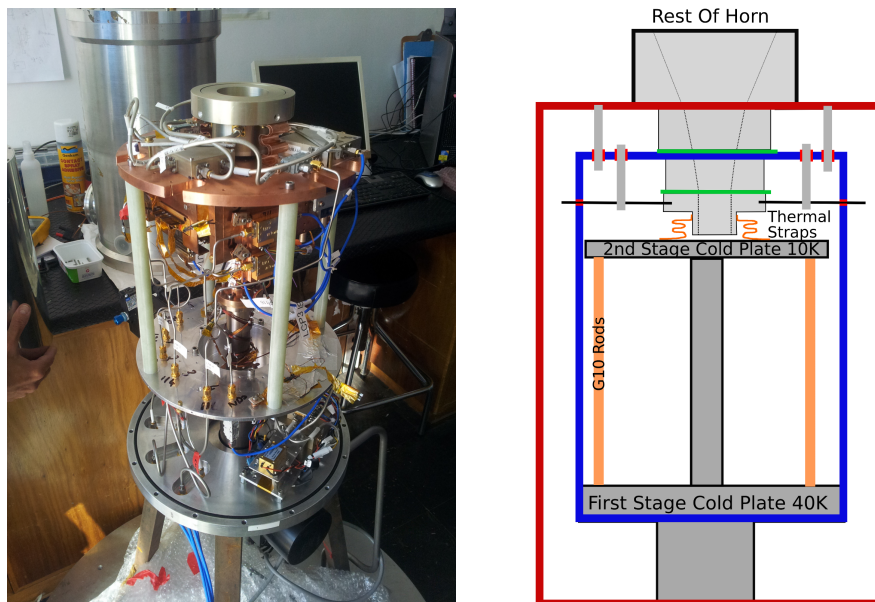 Rest Of Horn
Thermal
Straps
2nd Stage Cold Plate 10K
G10 Rods
First Stage Cold Plate 40K